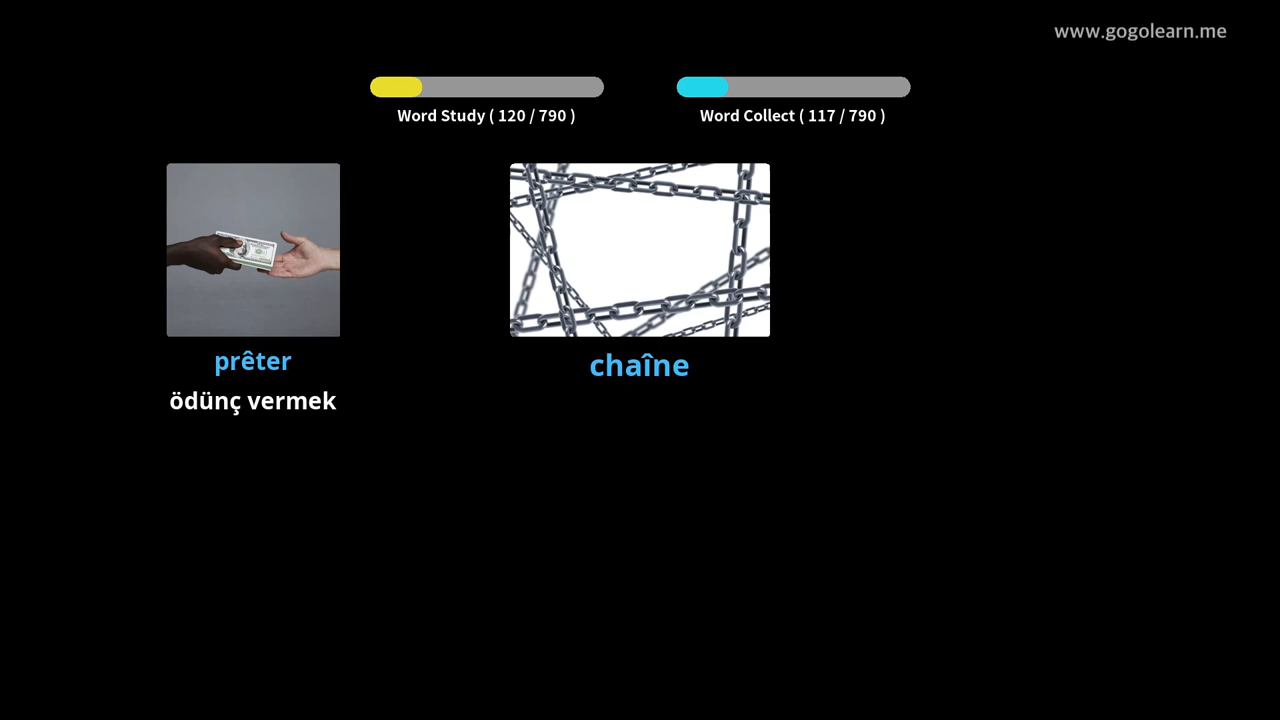 www.gogolearn.me
Word Study ( 120 / 790 )
Word Collect ( 117 / 790 )
prêter
ödünç vermek
chaîne